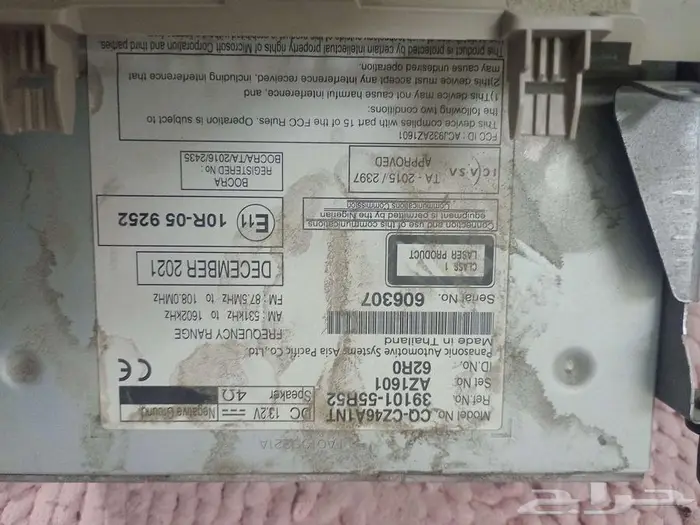 Model No. CQ-CZ46A1NT
Ref No. 39101-55R52
Set No. AZ1601
ID.No. 62R0
DC 13.2V Negative Ground
Speaker 4Ω
CE
Panasonic Automotive Systems Asia Pacific Co.,Ltd.
Made in Thailand
Serial No. 606307
FREQUENCY RANGE
AM : 531kHz to 1602kHz
FM : 87.5MHz to 108.0MHz
CLASS 1
LASER PRODUCT
DECEMBER 2021
Connection and use of this communications
equipment is permitted by the Nigerian
Communications Commission
E11 10R-05 9252
ICASA TA - 2015 / 2397
APPROVED
BOCRA
REGISTERED No :
BOCRA/TA/2016/2435
FCC ID : ACJ932AZ1601
This device complies with part 15 of the FCC Rules. Operation is subject to
the following two conditions:
(1)This device may not cause harmful interference, and,
2)this device must accept any interference received, including interference that
may cause undesired operation.
This product is protected by certain intellectual property rights of Microsoft Corporation and third parties.
حراج